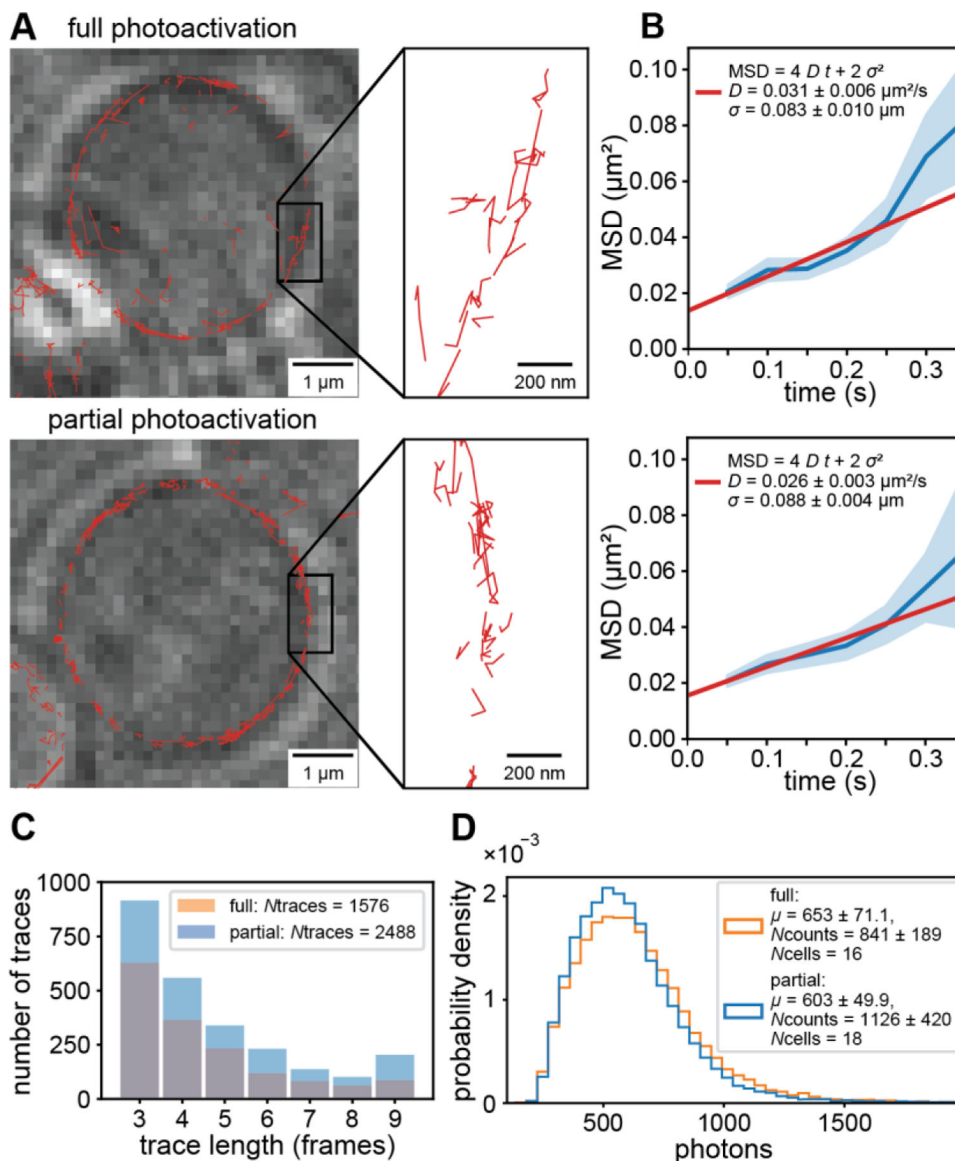 A
full photoactivation
1 µm
200 nm
partial photoactivation
1 µm
200 nm
B
MSD (µm²)
0.10
0.08
0.06
0.04
0.02
0.00
MSD = 4 D t + 2 σ²
D = 0.031 ± 0.006 µm²/s
σ = 0.083 ± 0.010 µm
0.0 0.1 0.2 0.3
time (s)
MSD (µm²)
0.10
0.08
0.06
0.04
0.02
0.00
MSD = 4 D t + 2 σ²
D = 0.026 ± 0.003 µm²/s
σ = 0.088 ± 0.004 µm
0.0 0.1 0.2 0.3
time (s)
C
number of traces
1000
750
500
250
0
full: Ntraces = 1576
partial: Ntraces = 2488
3 4 5 6 7 8 9
trace length (frames)
D
×10⁻³
probability density
2
1
0
full:
μ = 653 ± 71.1,
Ncounts = 841 ± 189
Ncells = 16
partial:
μ = 603 ± 49.9,
Ncounts = 1126 ± 420
Ncells = 18
500 1000 1500
photons